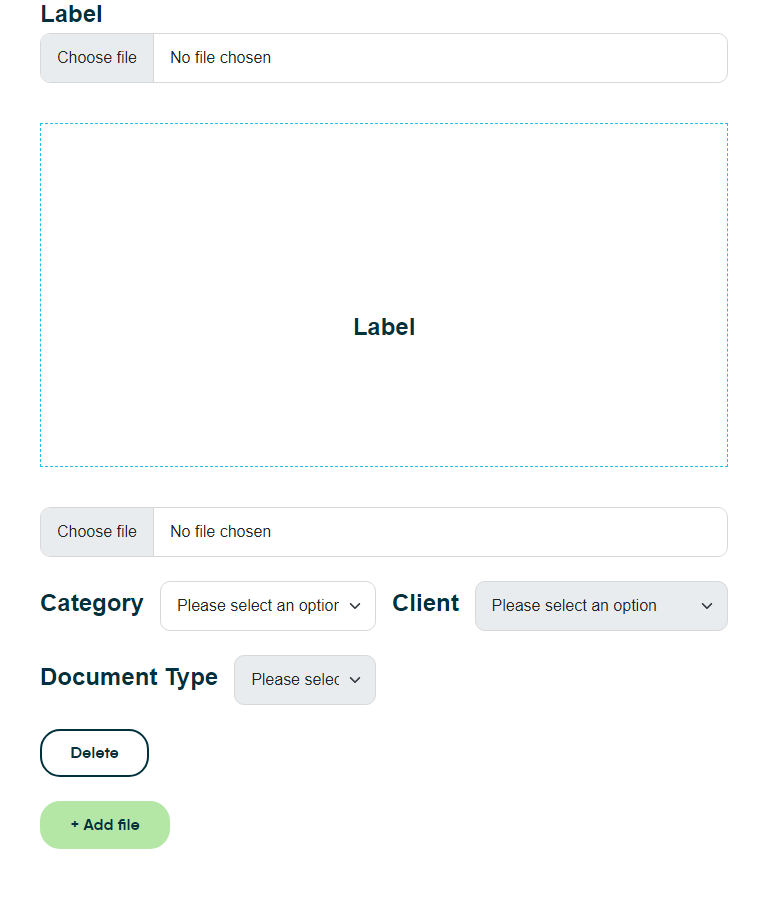 Label
Choose file No file chosen
Label
Choose file No file chosen
Category Please select an option Client Please select an option
Document Type Please selec
Delete
+ Add file